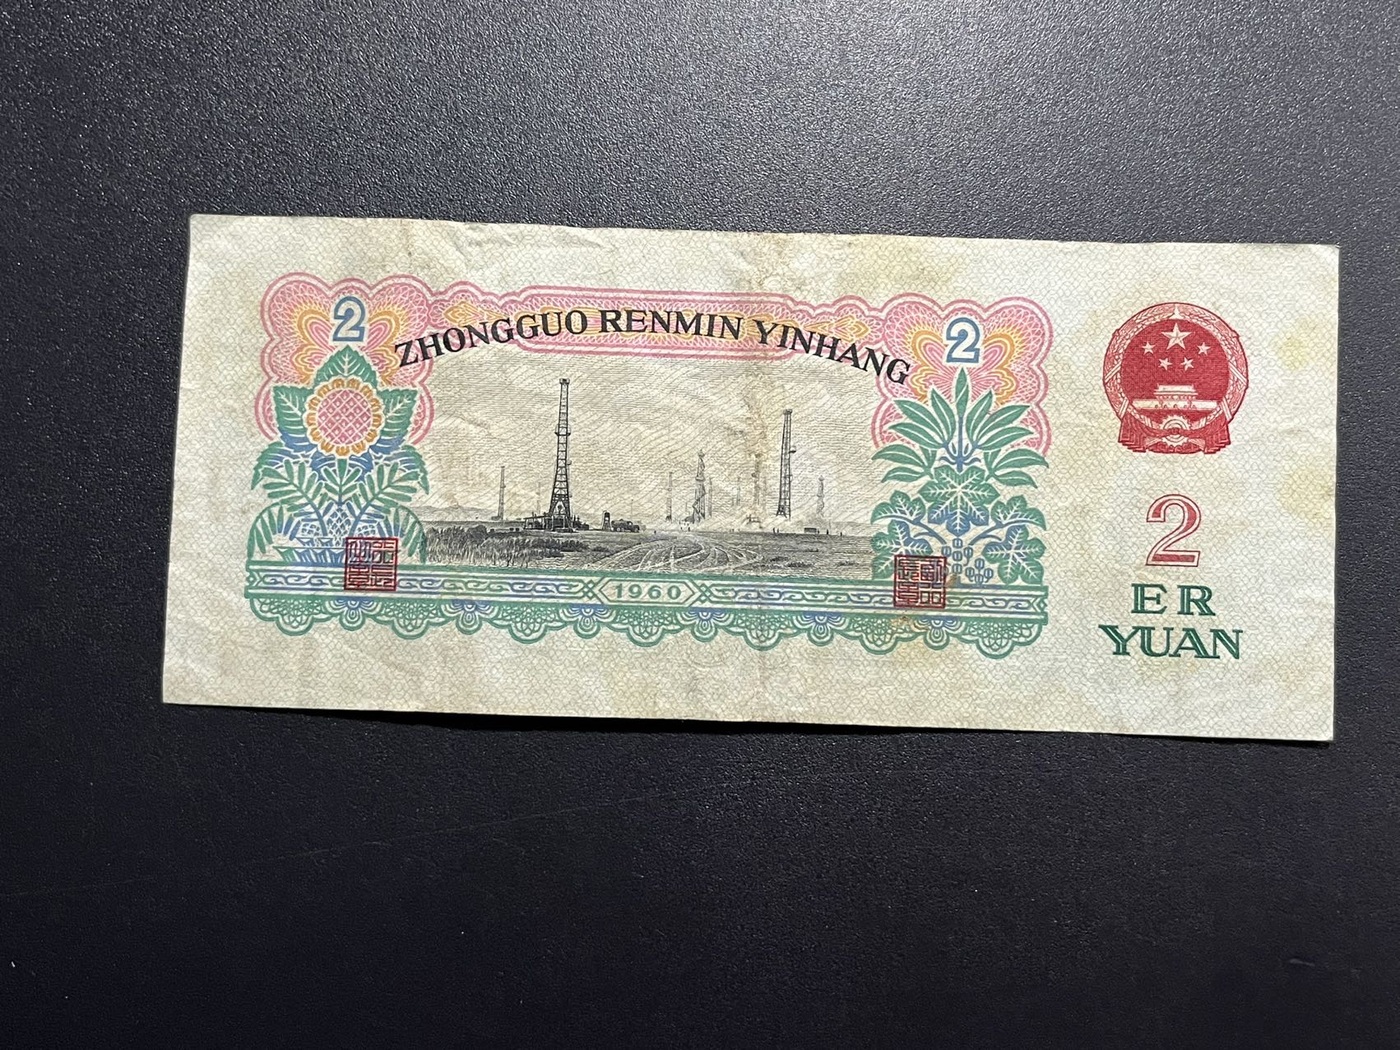 2
ZHONGGUO RENMIN YINHANG
2
1960
2
ER
YUAN